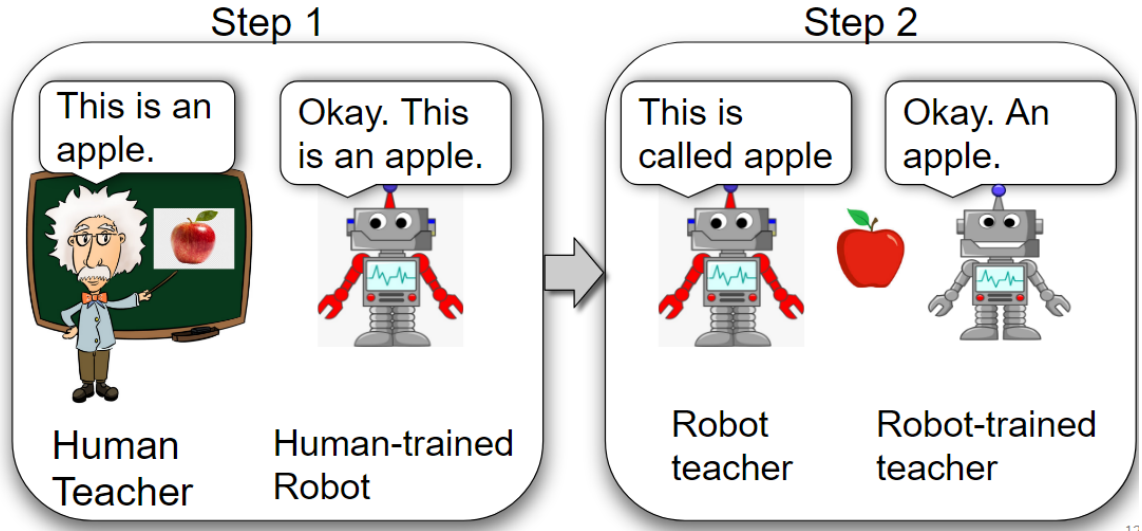 Step 1
This is an
apple.
Okay. This
is an apple.
Human
Teacher
Human-trained
Robot
Step 2
This is
called apple
Okay. An
apple.
Robot
teacher
Robot-trained
teacher